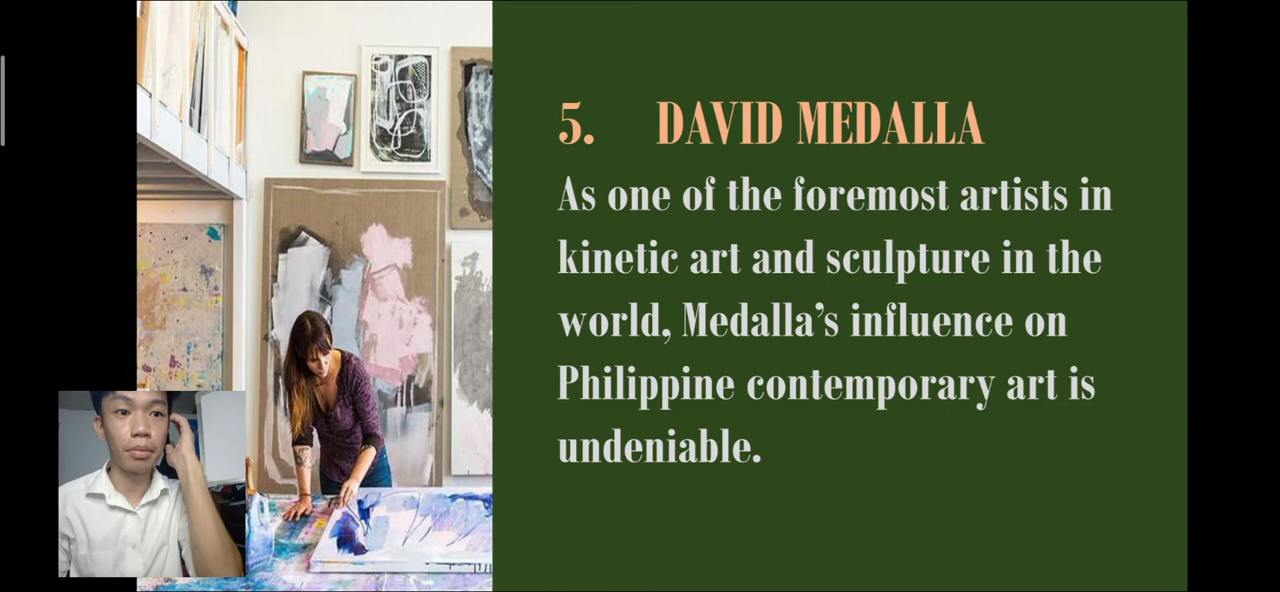 5. DAVID MEDALLA
As one of the foremost artists in
kinetic art and sculpture in the
world, Medalla’s influence on
Philippine contemporary art is
undeniable.